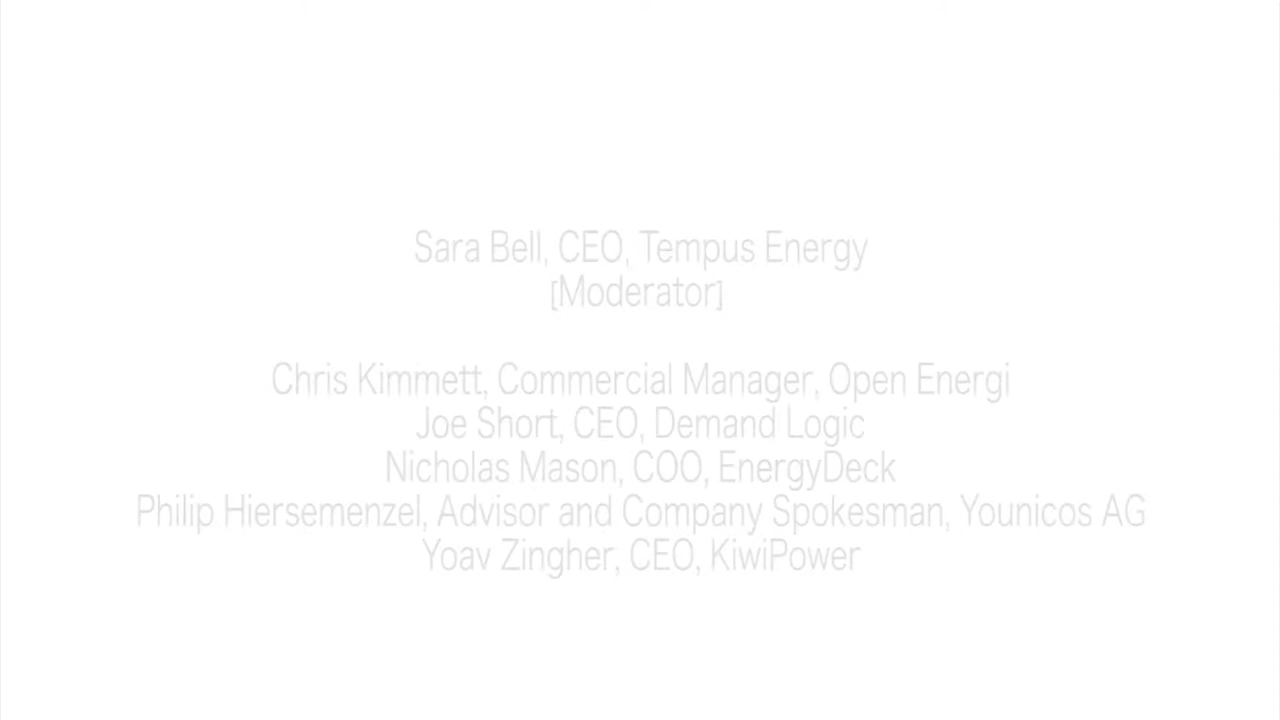 Sara Bell, CEO, Tempus Energy
[Moderator]
Chris Kimmett, Commercial Manager, Open Energi
Joe Short, CEO, Demand Logic
Nicholas Mason, COO, EnergyDeck
Philip Hiersemenzel, Advisor and Company Spokesman, Younicos AG
Yoav Zingher, CEO, KiwiPower